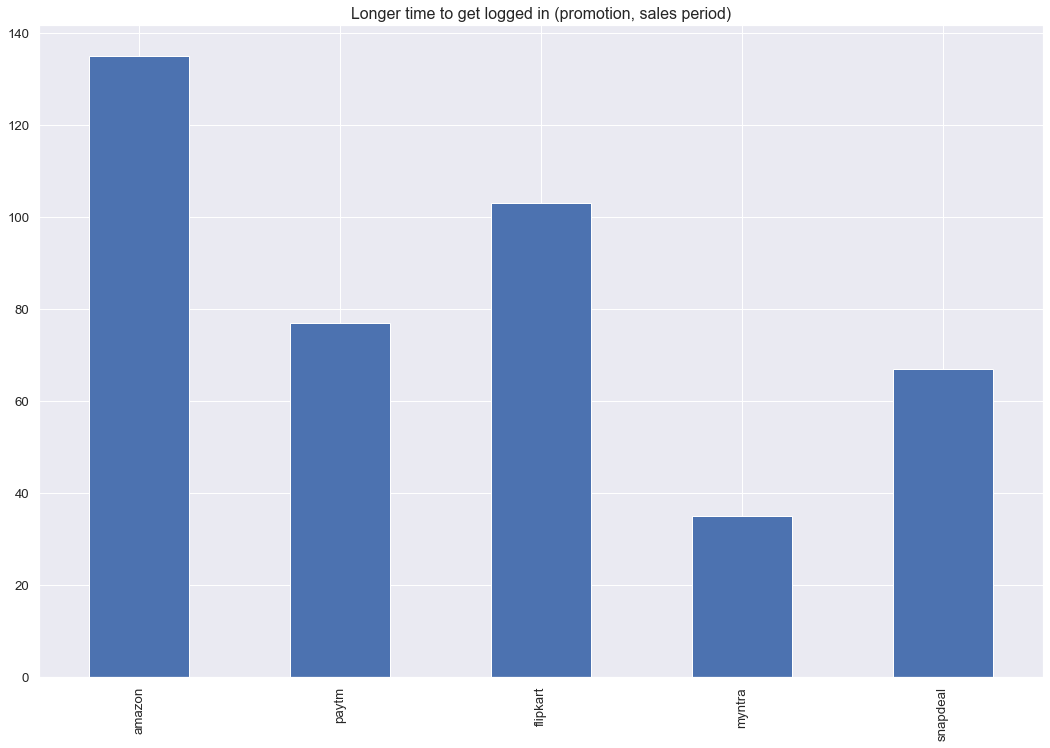 Longer time to get logged in (promotion, sales period)
140
120
100
80
60
40
20
0
amazon
paytm
flipkart
myntra
snapdeal